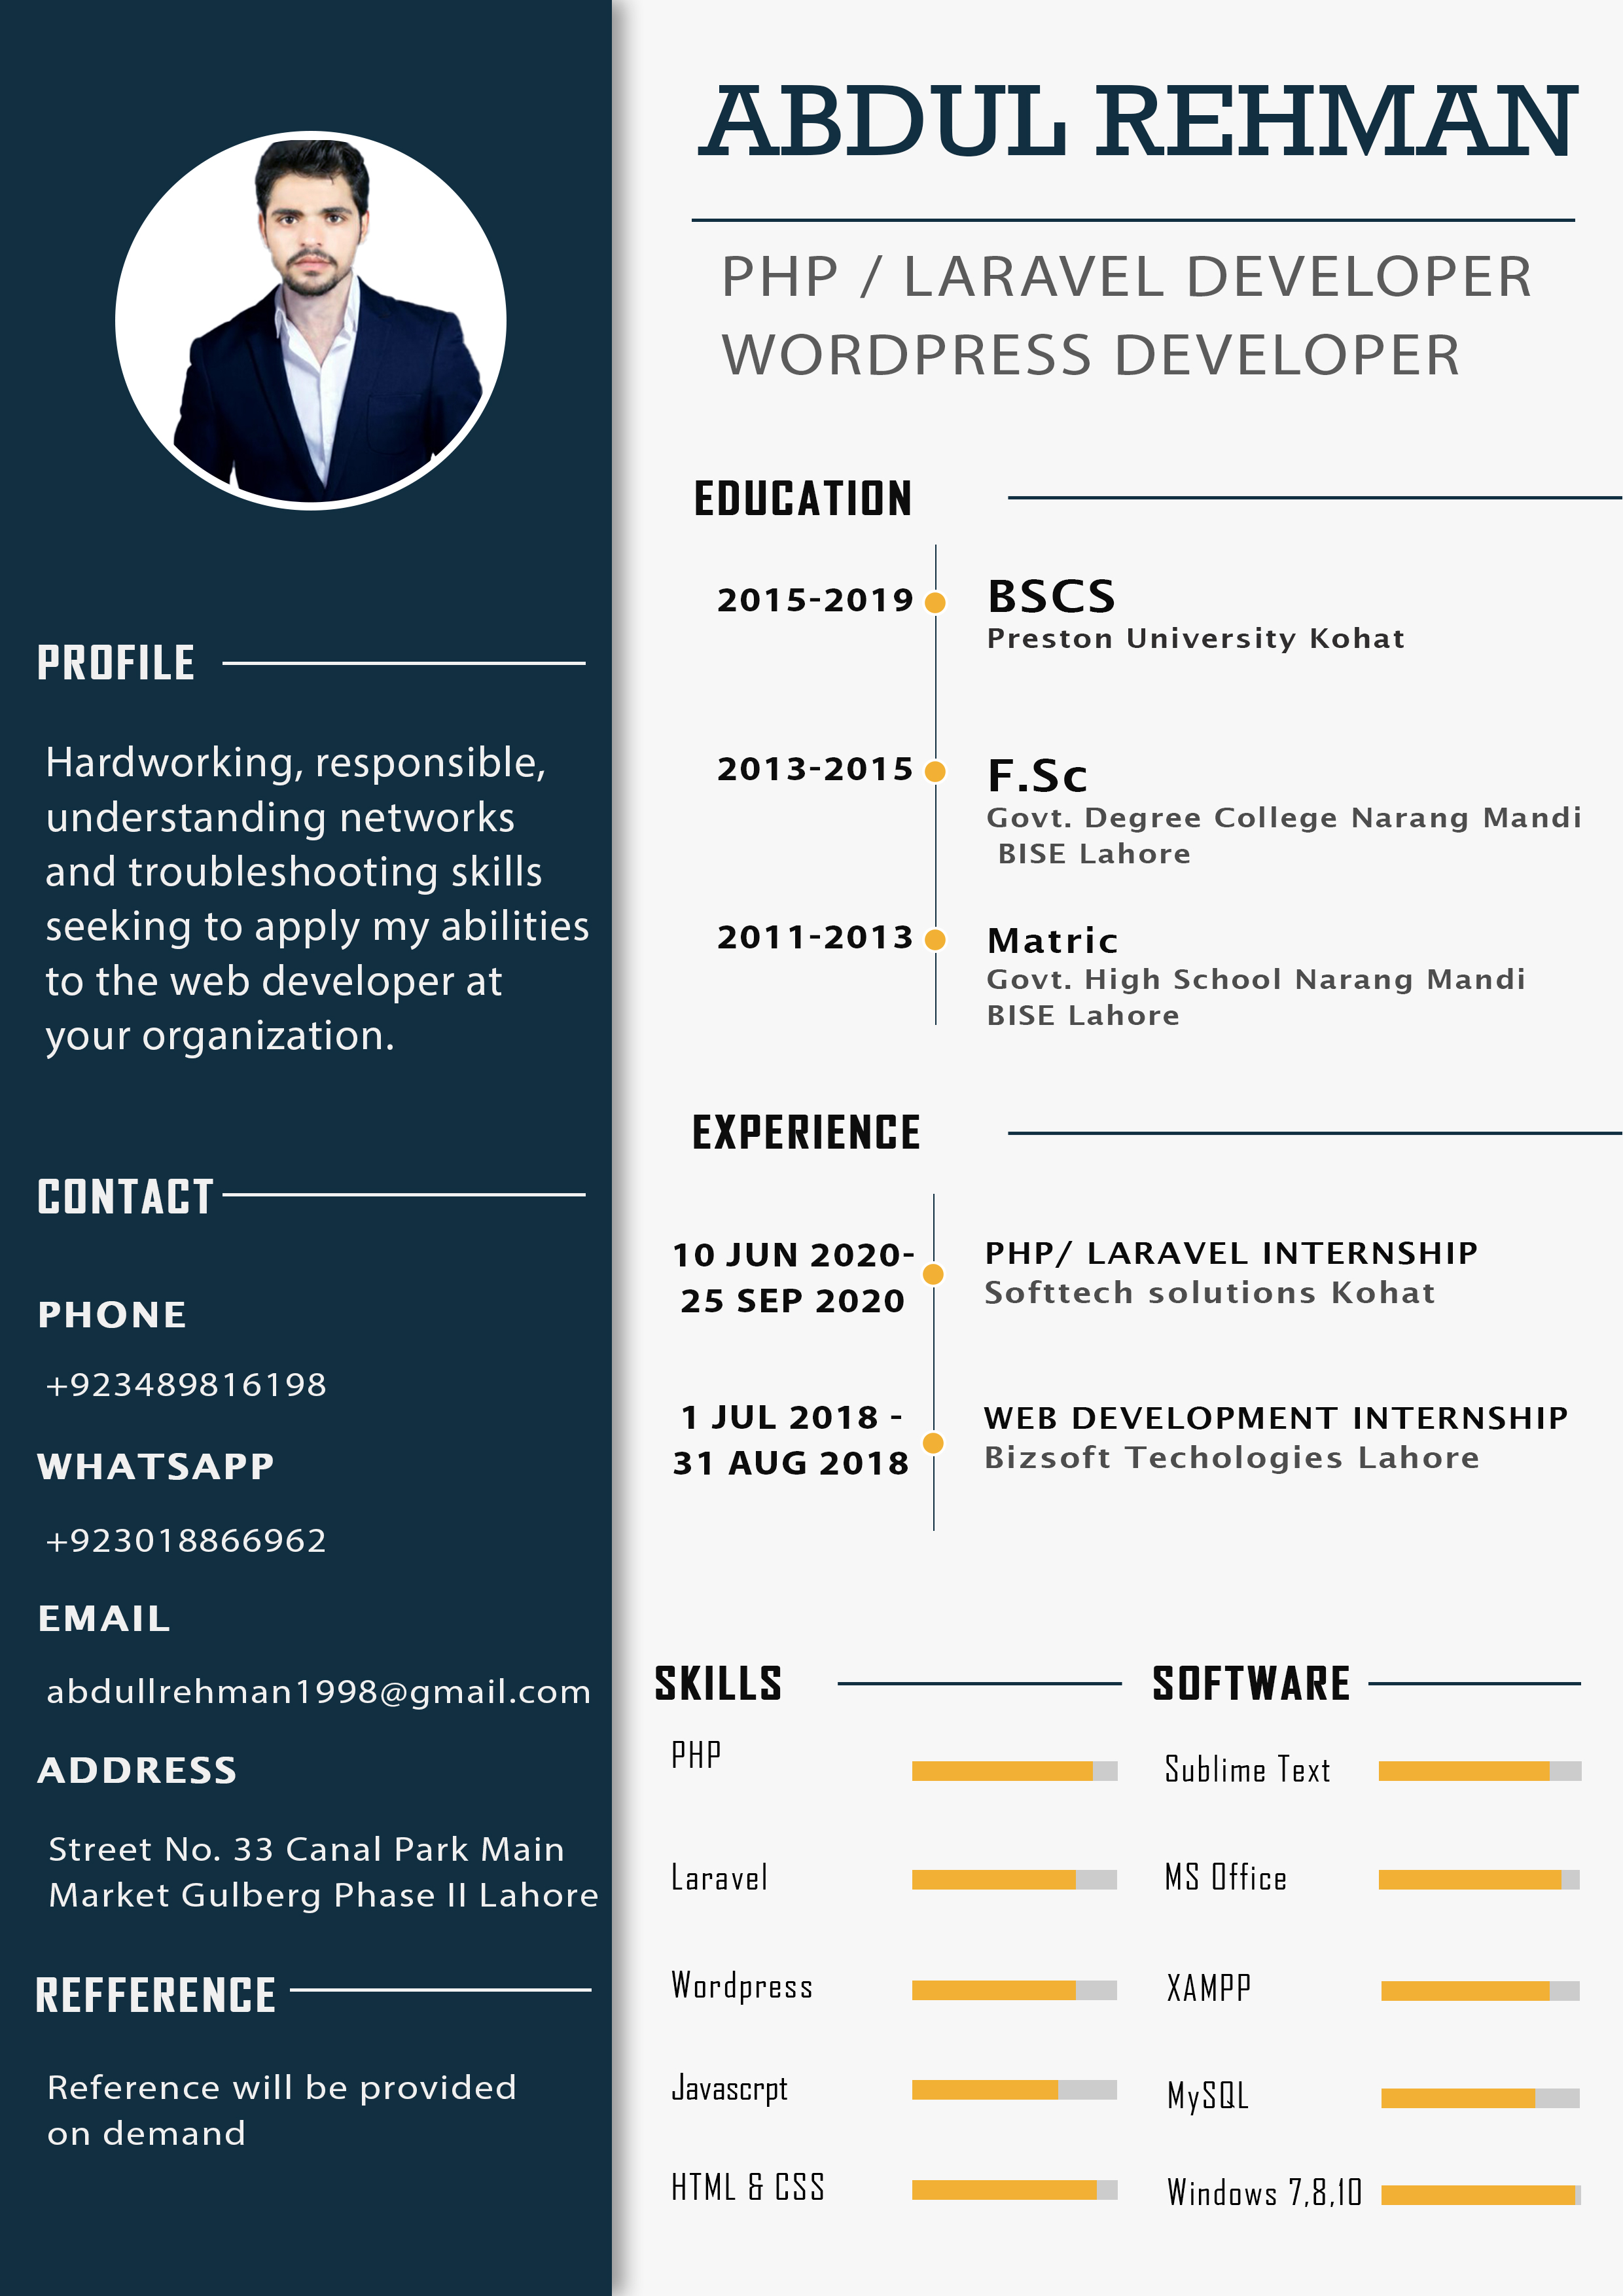 ABDUL REHMAN
PHP / LARAVEL DEVELOPER
WORDPRESS DEVELOPER
PROFILE
Hardworking, responsible,
understanding networks
and troubleshooting skills
seeking to apply my abilities
to the web developer at
your organization.
CONTACT
PHONE
+923489816198
WHATSAPP
+923018866962
EMAIL
abdullrehman1998@gmail.com
ADDRESS
Street No. 33 Canal Park Main
Market Gulberg Phase II Lahore
REFFERENCE
Reference will be provided
on demand
EDUCATION
2015-2019
BSCS
Preston University Kohat
2013-2015
F.Sc
Govt. Degree College Narang Mandi
BISE Lahore
2011-2013
Matric
Govt. High School Narang Mandi
BISE Lahore
EXPERIENCE
10 JUN 2020-
25 SEP 2020
PHP/ LARAVEL INTERNSHIP
Softtech solutions Kohat
1 JUL 2018 -
31 AUG 2018
WEB DEVELOPMENT INTERNSHIP
Bizsoft Techologies Lahore
SKILLS
PHP
Laravel
Wordpress
Javascrpt
HTML & CSS
SOFTWARE
Sublime Text
MS Office
XAMPP
MySQL
Windows 7,8,10